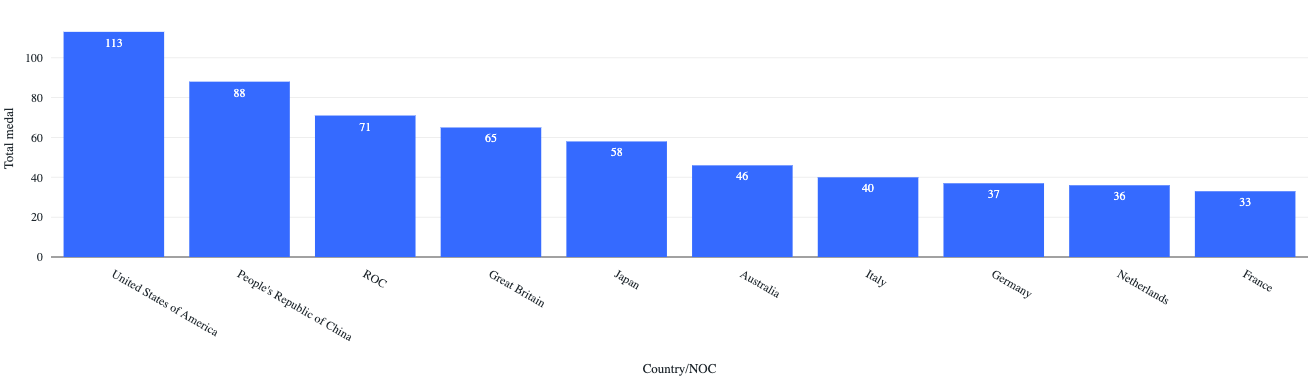 113
88
71
65
58
46
40
37
36
33
100
80
60
40
20
0
Total medal
United States of America
People's Republic of China
ROC
Great Britain
Japan
Australia
Italy
Germany
Netherlands
France
Country/NOC